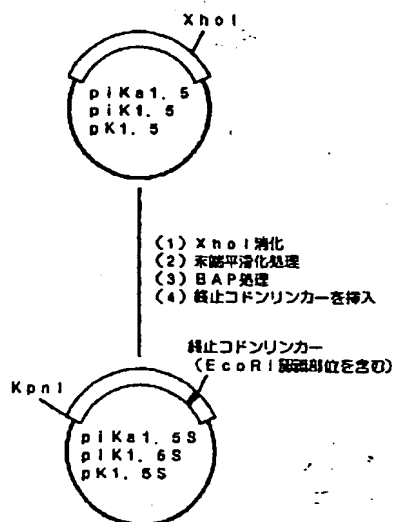 XhoI
piKa1. 5
piK1. 5
pK1. 5
(1) XhoI消化
(2) 末端平滑化処理
(3) BAP処理
(4) 終止コドンリンカーを挿入
終止コドンリンカー
(EcoRI認識部位を含む)
KpnI
piKa1. 5S
piK1. 5S
pK1. 5S